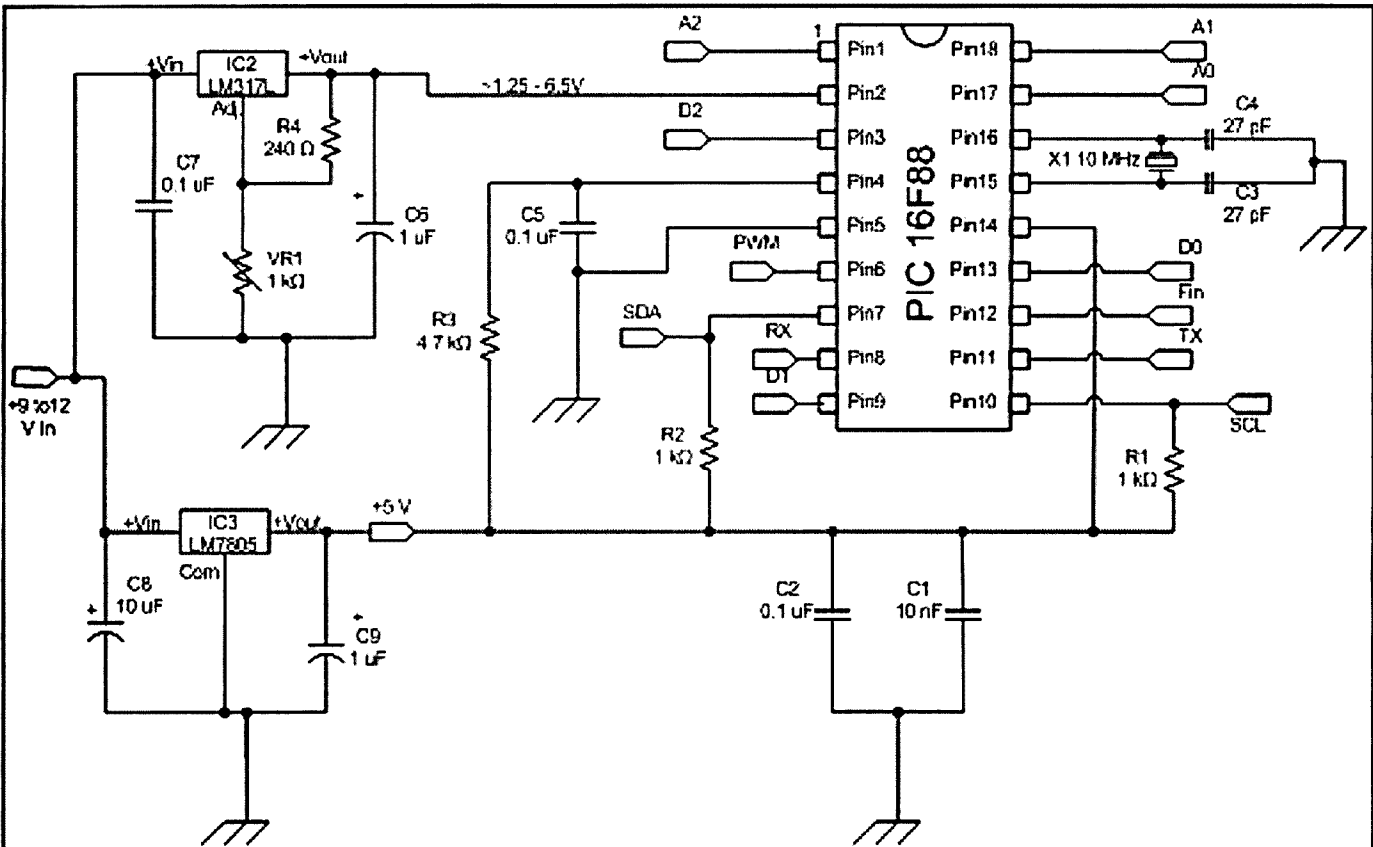 A2
1
Pin1
Pin18
A1
+Vin
IC2
LM317L
+Vout
Adj.
~1.25 - 6.5V
Pin2
Pin17
A0
R4
240 Ω
D2
Pin3
Pin16
C4
27 pF
X1 10 MHz
C7
0.1 uF
Pin4
Pin15
C3
27 pF
+
C6
1 uF
C5
0.1 uF
Pin5
Pin14
PIC 16F88
VR1
1 kΩ
PWM
Pin6
Pin13
D0
R3
4.7 kΩ
SDA
Pin7
Pin12
Fin
RX
Pin8
Pin11
TX
D1
Pin9
Pin10
SCL
+9 to12
V In
R2
1 kΩ
R1
1 kΩ
+Vin
IC3
LM7805
+Vout
Com
+5 V
C8
10 uF
+
+
C9
1 uF
C2
0.1 uF
C1
10 nF